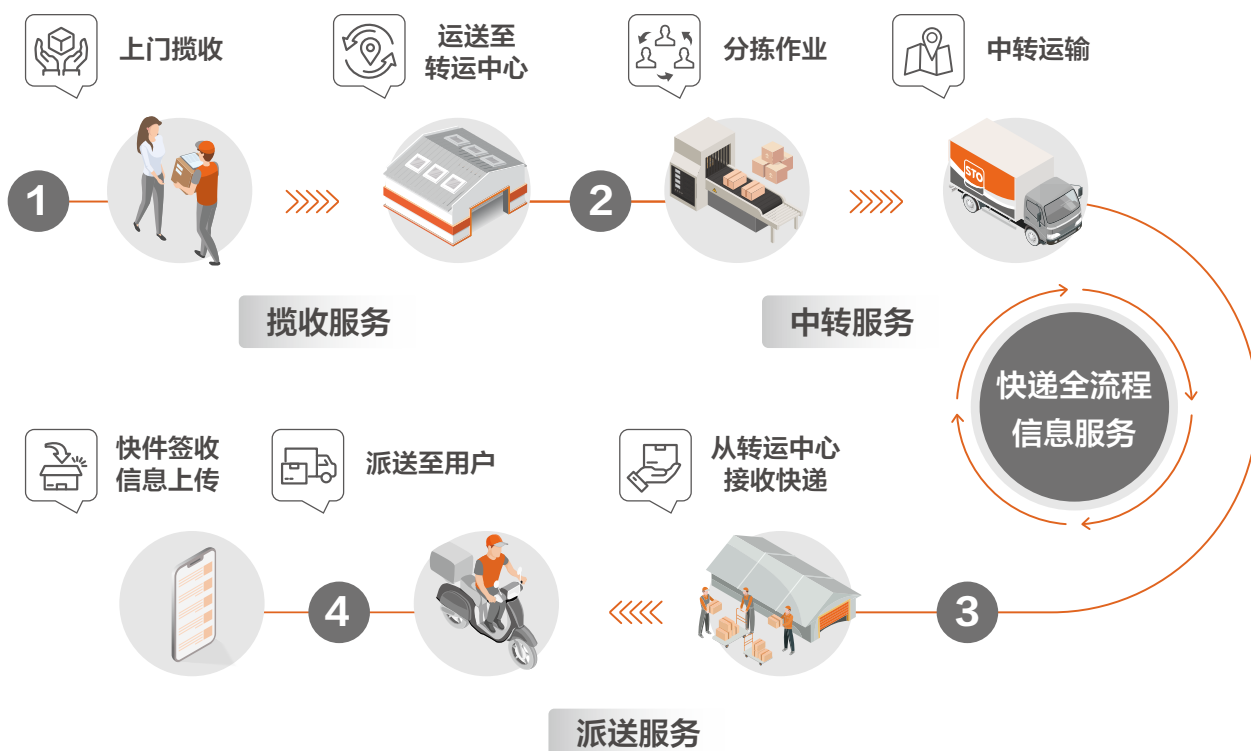 上门揽收
运送至
转运中心
分拣作业
中转运输
1
2
STO
揽收服务
中转服务
快递全流程
信息服务
快件签收
信息上传
派送至用户
从转运中心
接收快递
4
3
派送服务